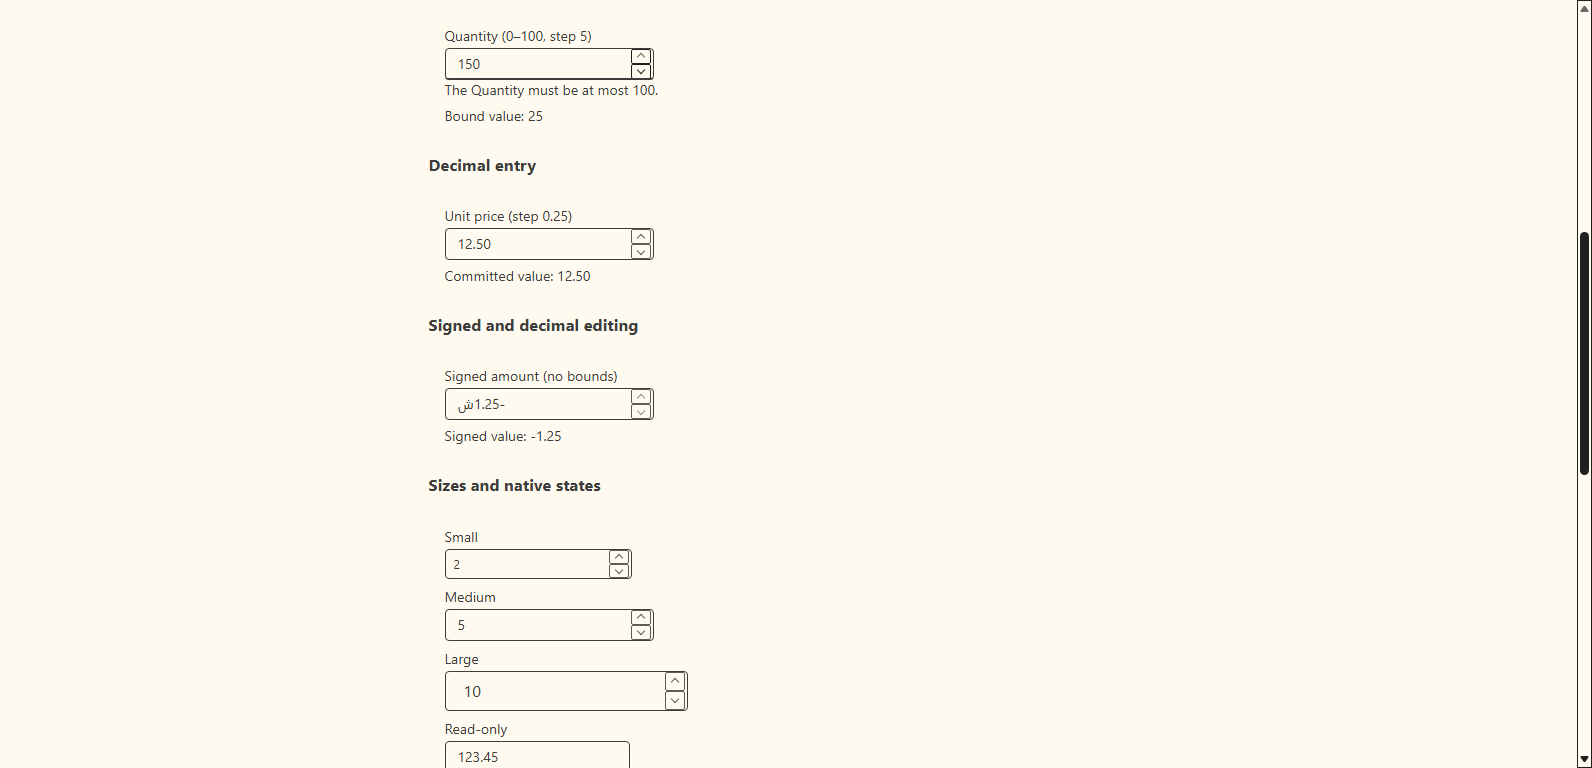 Quantity (0–100, step 5)
150
The Quantity must be at most 100.
Bound value: 25
Decimal entry
Unit price (step 0.25)
12.50
Committed value: 12.50
Signed and decimal editing
Signed amount (no bounds)
ش1.25-
Signed value: -1.25
Sizes and native states
Small
2
Medium
5
Large
10
Read-only
123.45